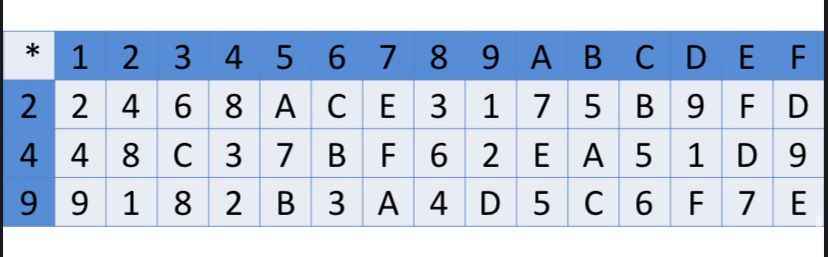 * 1 2 3 4 5 6 7 8 9 A B C D E F
2 2 4 6 8 A C E 3 1 7 5 B 9 F D
4 4 8 C 3 7 B F 6 2 E A 5 1 D 9
9 9 1 8 2 B 3 A 4 D 5 C 6 F 7 E